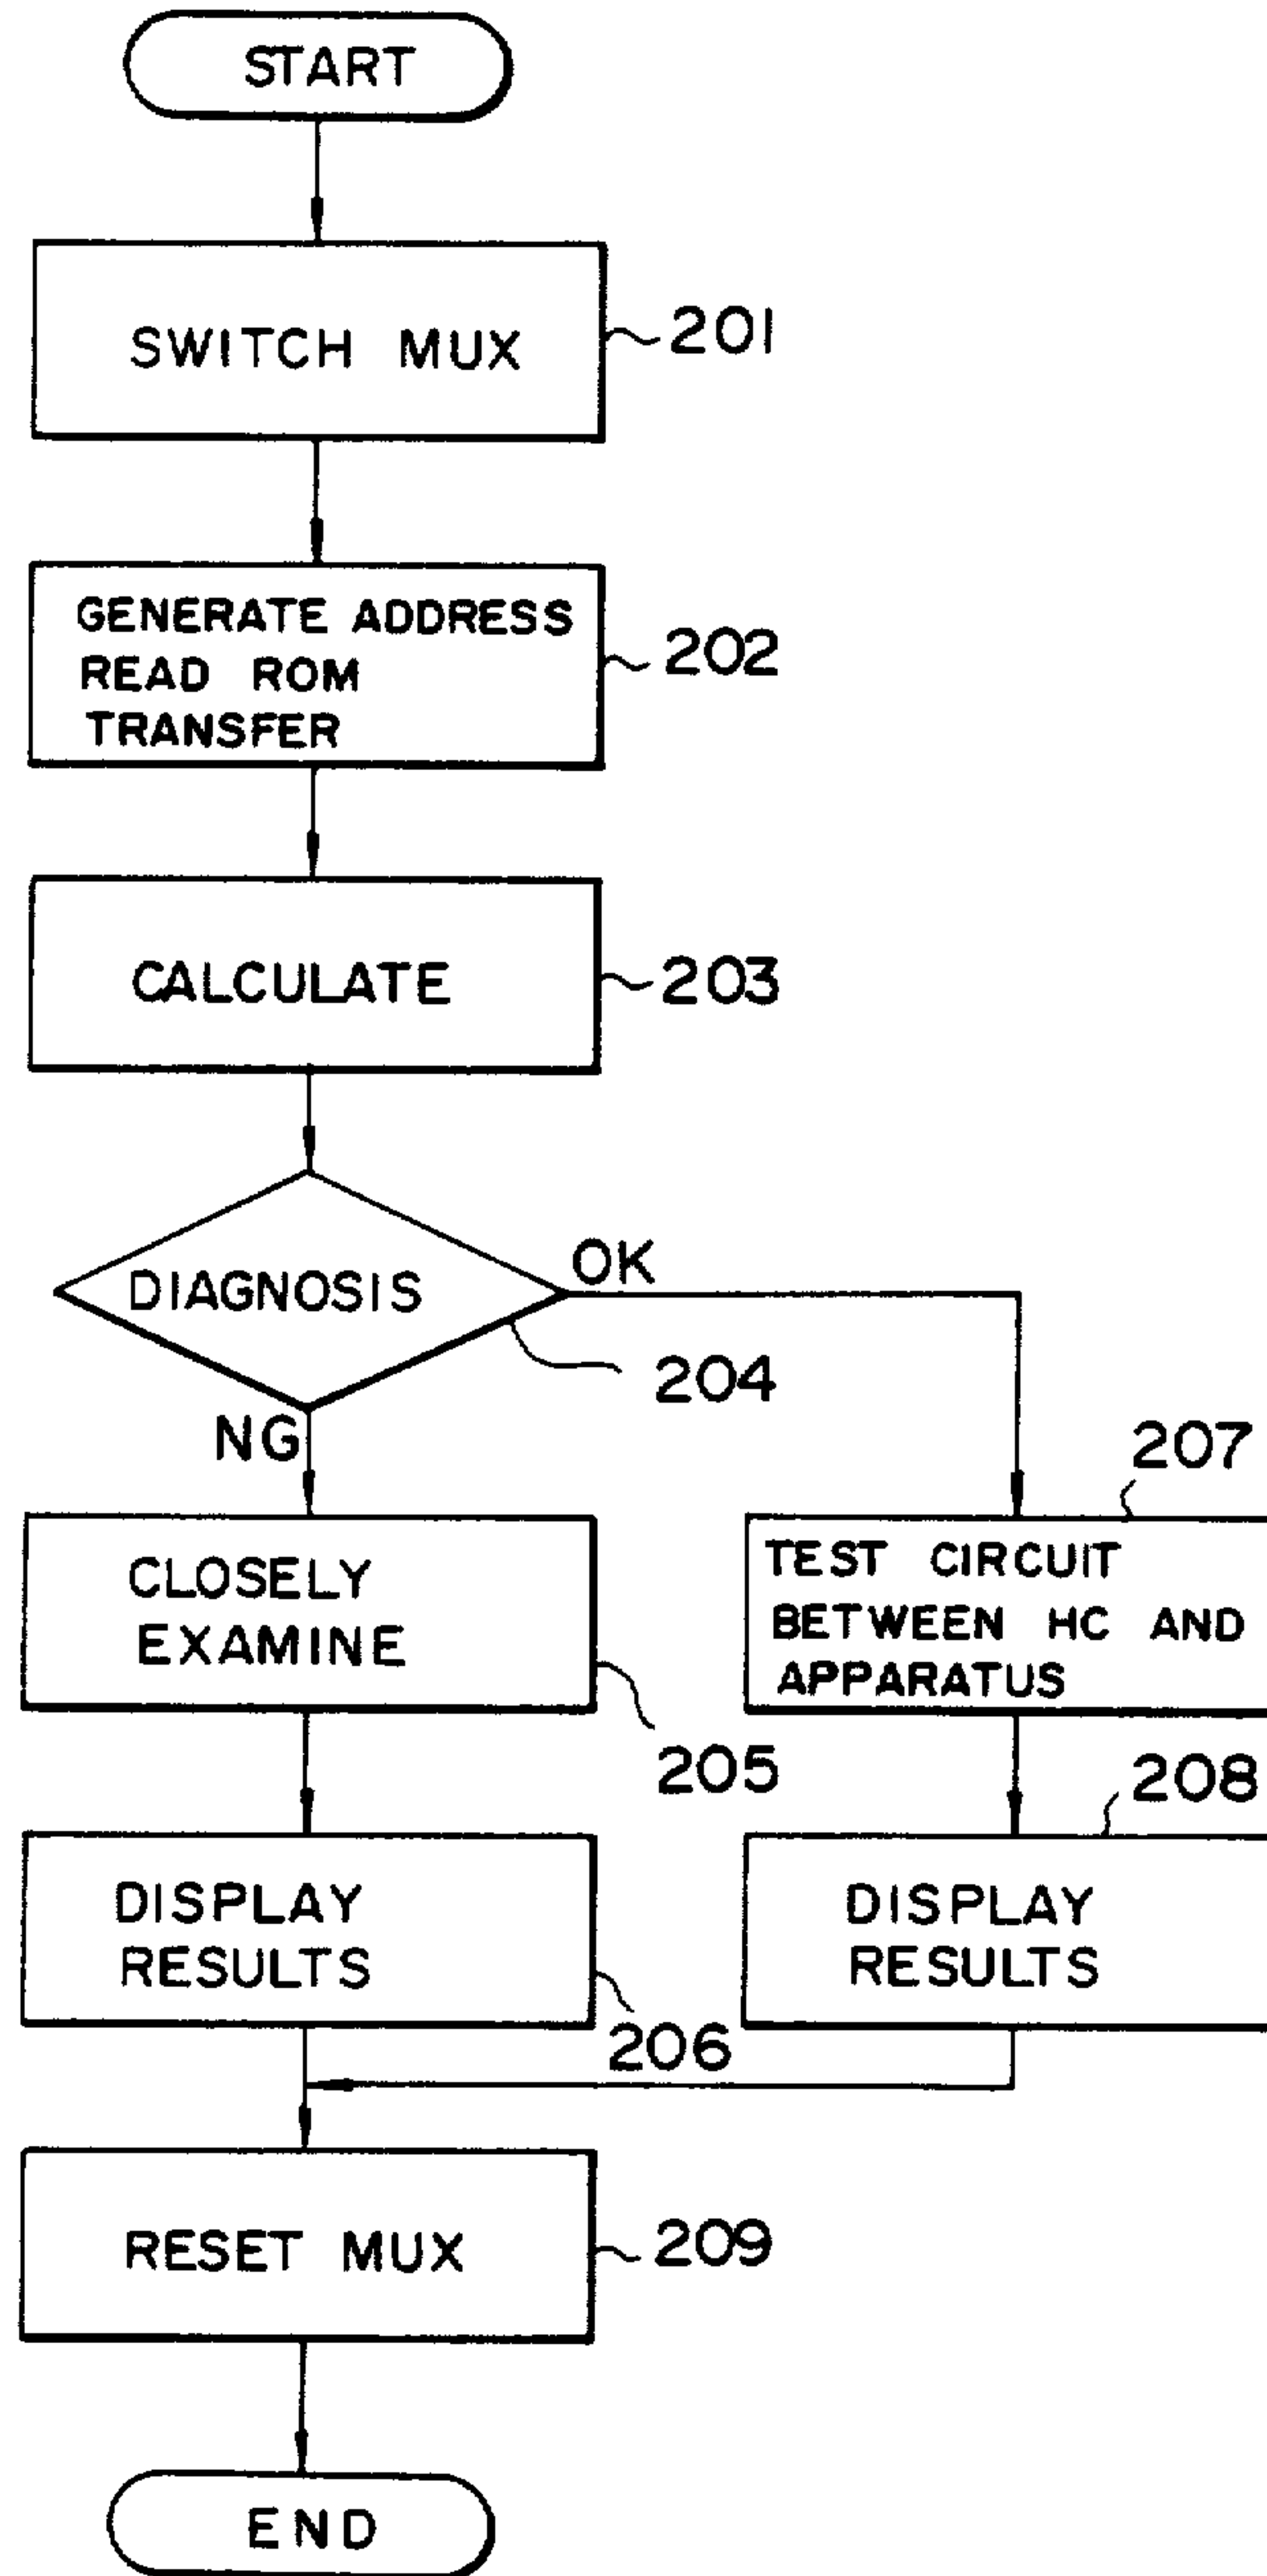 START
SWITCH MUX
201
GENERATE ADDRESS
READ ROM
TRANSFER
202
CALCULATE
203
DIAGNOSIS
OK
204
NG
207
CLOSELY
EXAMINE
205
TEST CIRCUIT
BETWEEN HC AND
APPARATUS
208
DISPLAY
RESULTS
206
DISPLAY
RESULTS
RESET MUX
209
END